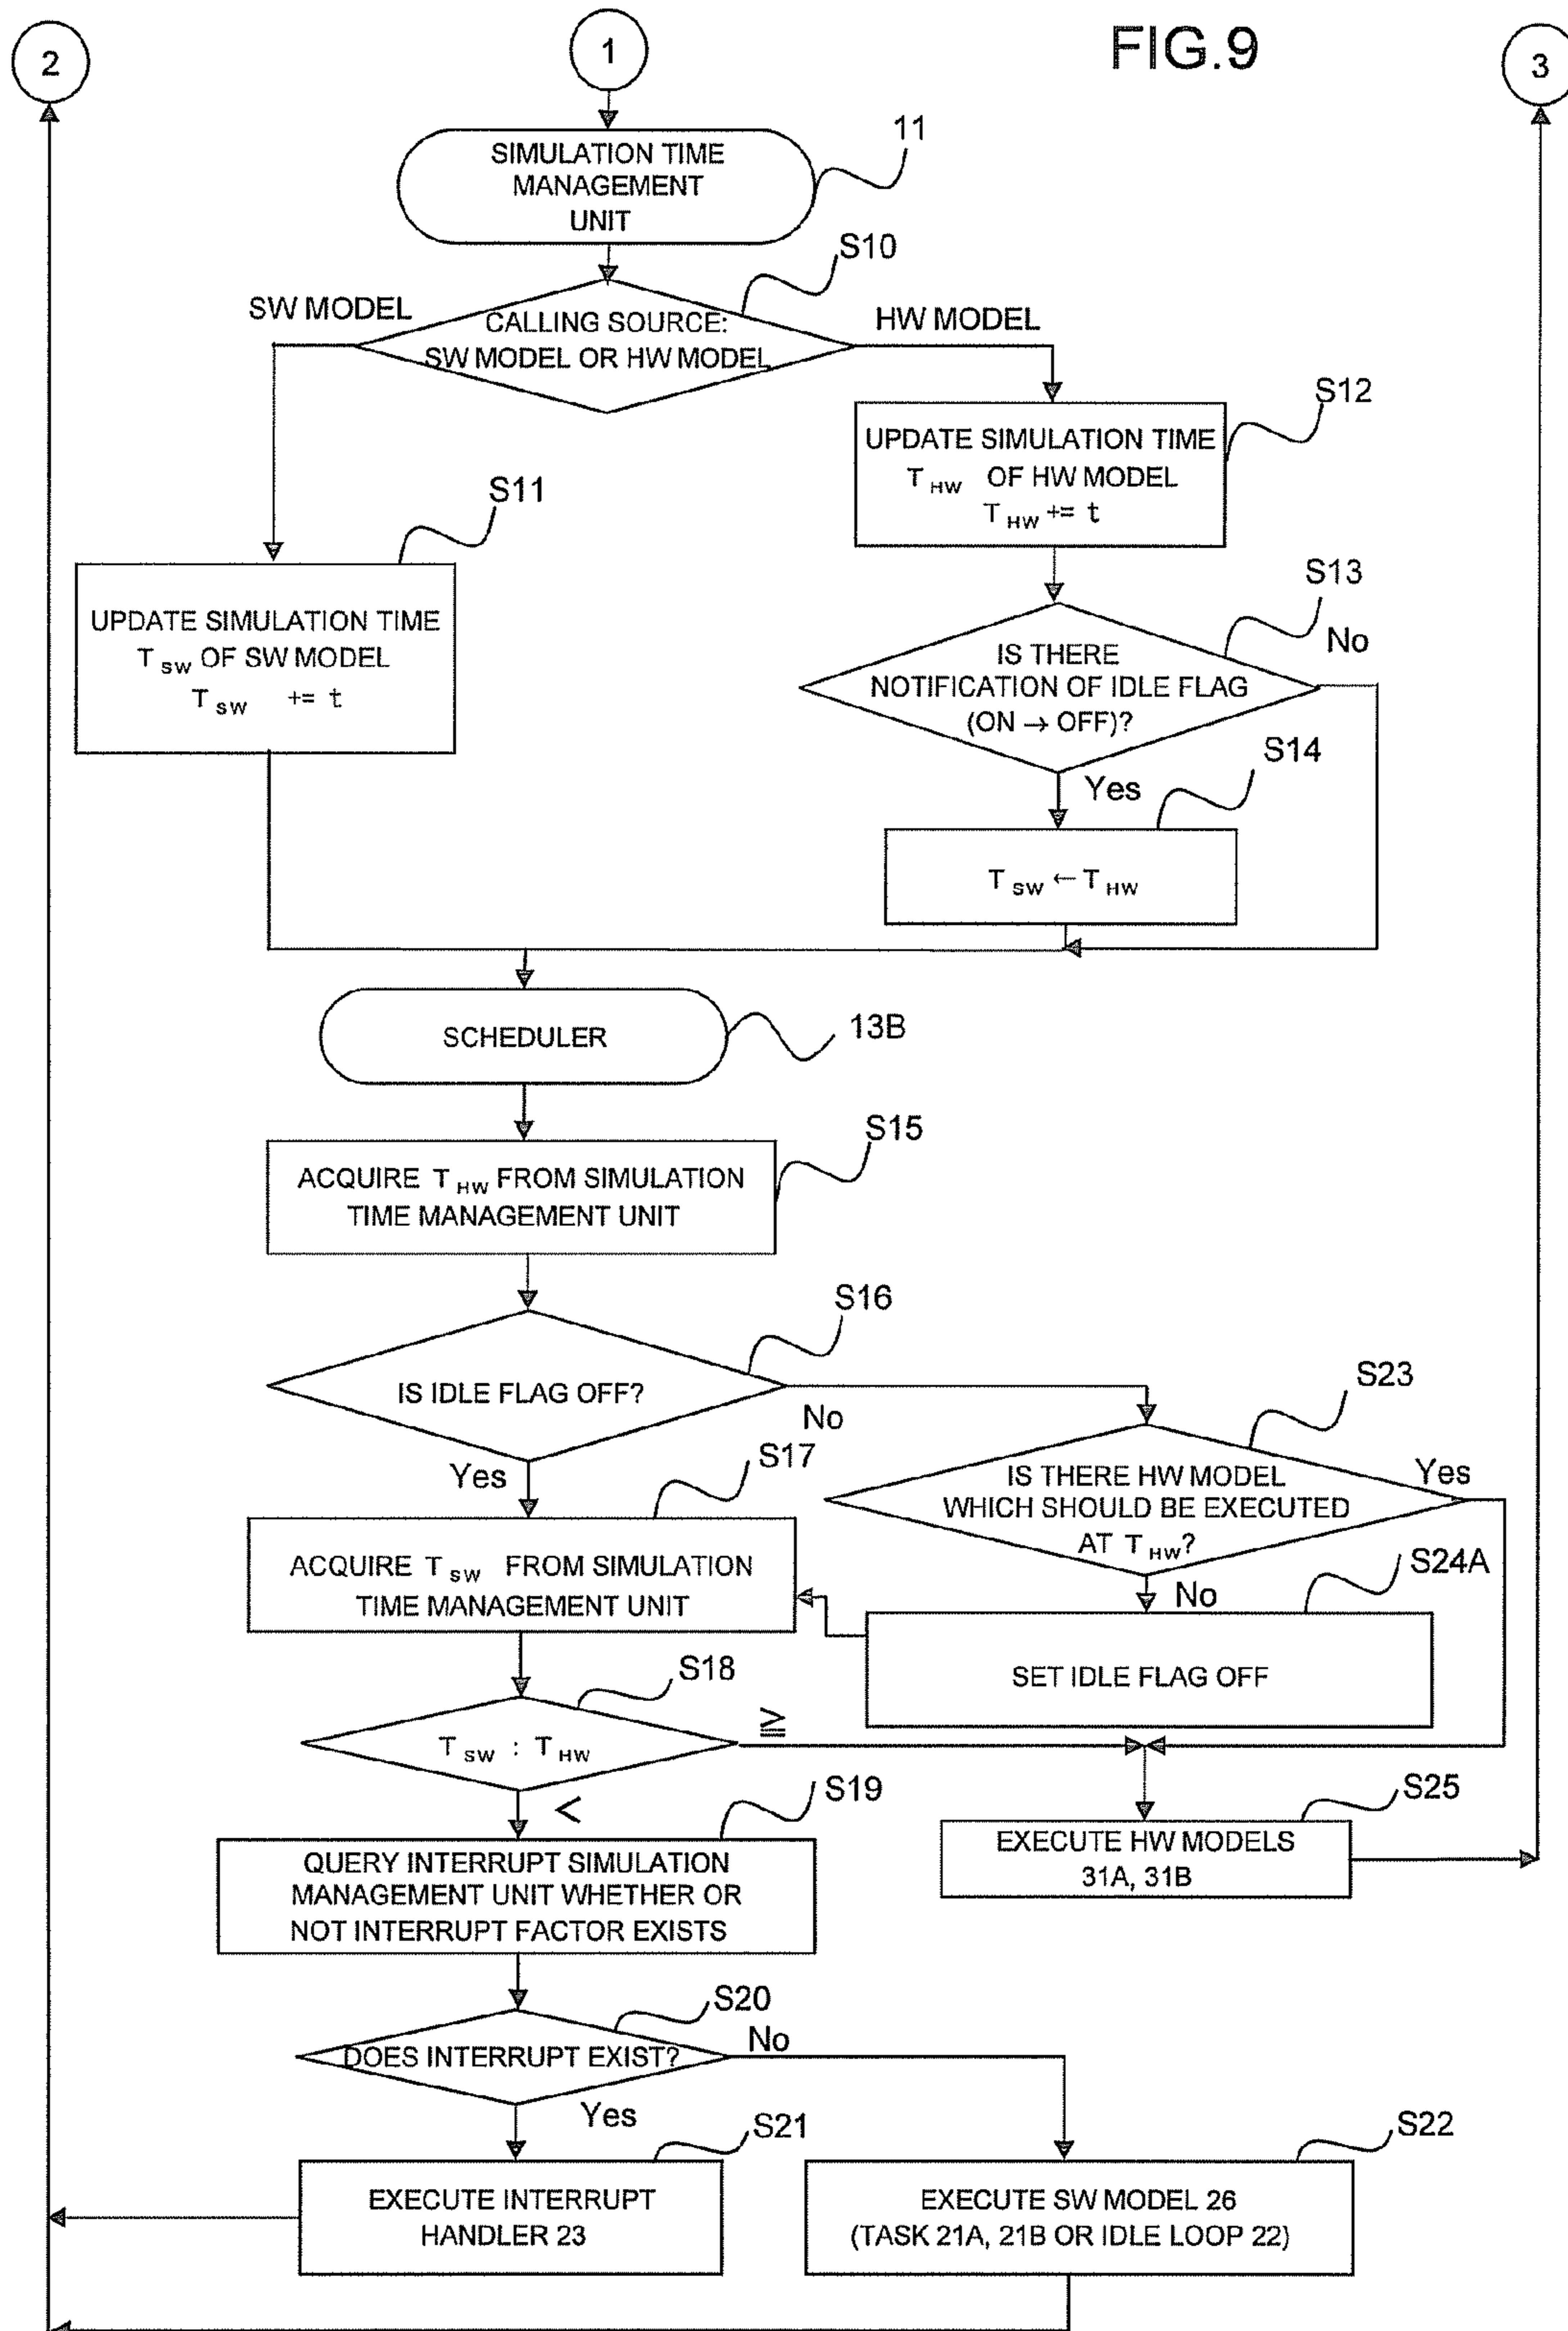 FIG.9
2
1
3
SIMULATION TIME
MANAGEMENT
UNIT
11
S10
SW MODEL
CALLING SOURCE:
SW MODEL OR HW MODEL
HW MODEL
S12
UPDATE SIMULATION TIME
T HW OF HW MODEL
T HW += t
S11
UPDATE SIMULATION TIME
T SW OF SW MODEL
T SW += t
S13
IS THERE
NOTIFICATION OF IDLE FLAG
(ON → OFF)?
No
Yes
S14
T SW ← T HW
SCHEDULER
13B
S15
ACQUIRE T HW FROM SIMULATION
TIME MANAGEMENT UNIT
S16
IS IDLE FLAG OFF?
No
Yes
S23
IS THERE HW MODEL
WHICH SHOULD BE EXECUTED
AT T HW?
Yes
No
S17
ACQUIRE T SW FROM SIMULATION
TIME MANAGEMENT UNIT
S24A
SET IDLE FLAG OFF
S18
T SW : T HW
≧
<
S25
EXECUTE HW MODELS
31A, 31B
S19
QUERY INTERRUPT SIMULATION
MANAGEMENT UNIT WHETHER OR
NOT INTERRUPT FACTOR EXISTS
S20
DOES INTERRUPT EXIST?
No
Yes
S21
EXECUTE INTERRUPT
HANDLER 23
S22
EXECUTE SW MODEL 26
(TASK 21A, 21B OR IDLE LOOP 22)